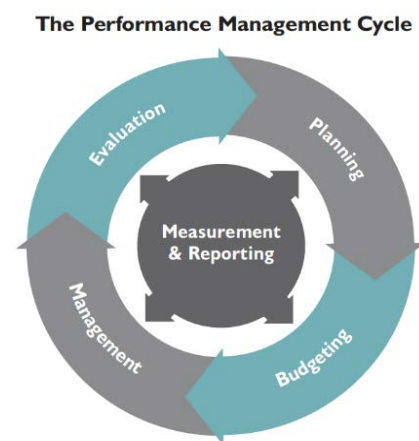 The Performance Management Cycle
Evaluation
Planning
Measurement
& Reporting
Management
Budgeting